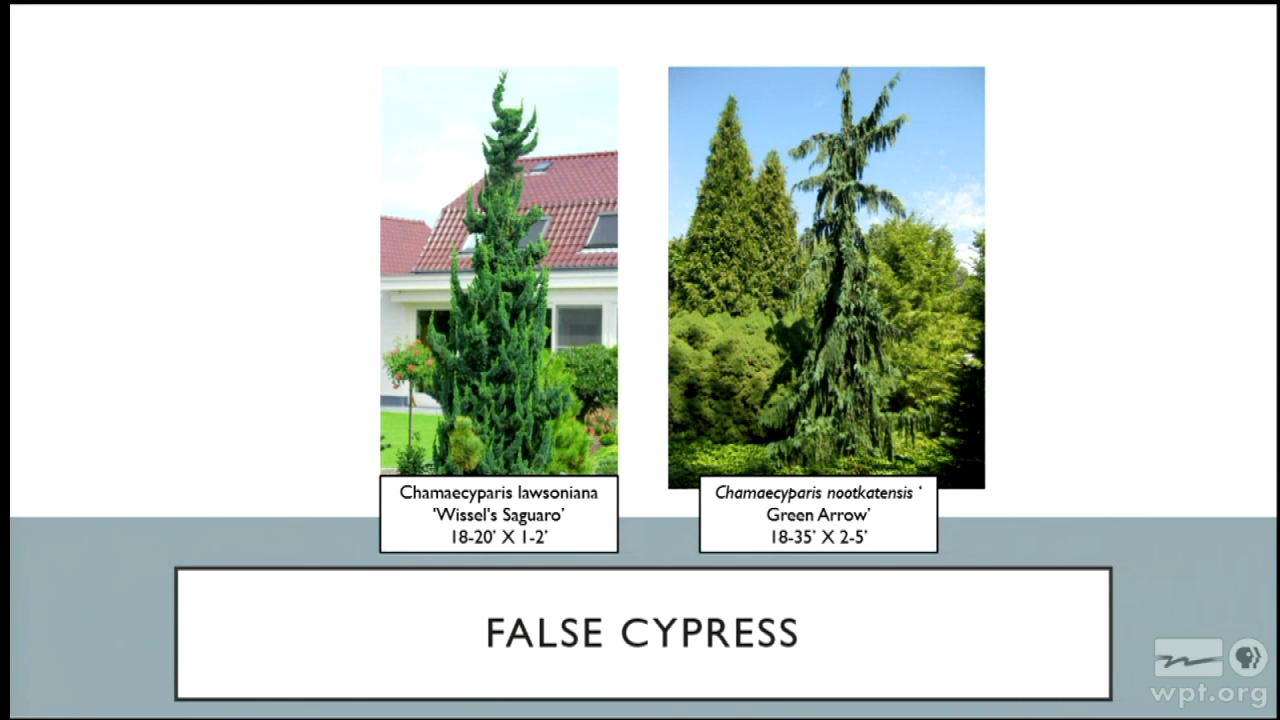 Chamaecyparis lawsoniana
'Wissel's Saguaro’
18-20’ X 1-2’
Chamaecyparis nootkatensis ‘
Green Arrow’
18-35’ X 2-5’
FALSE CYPRESS
wpt.org